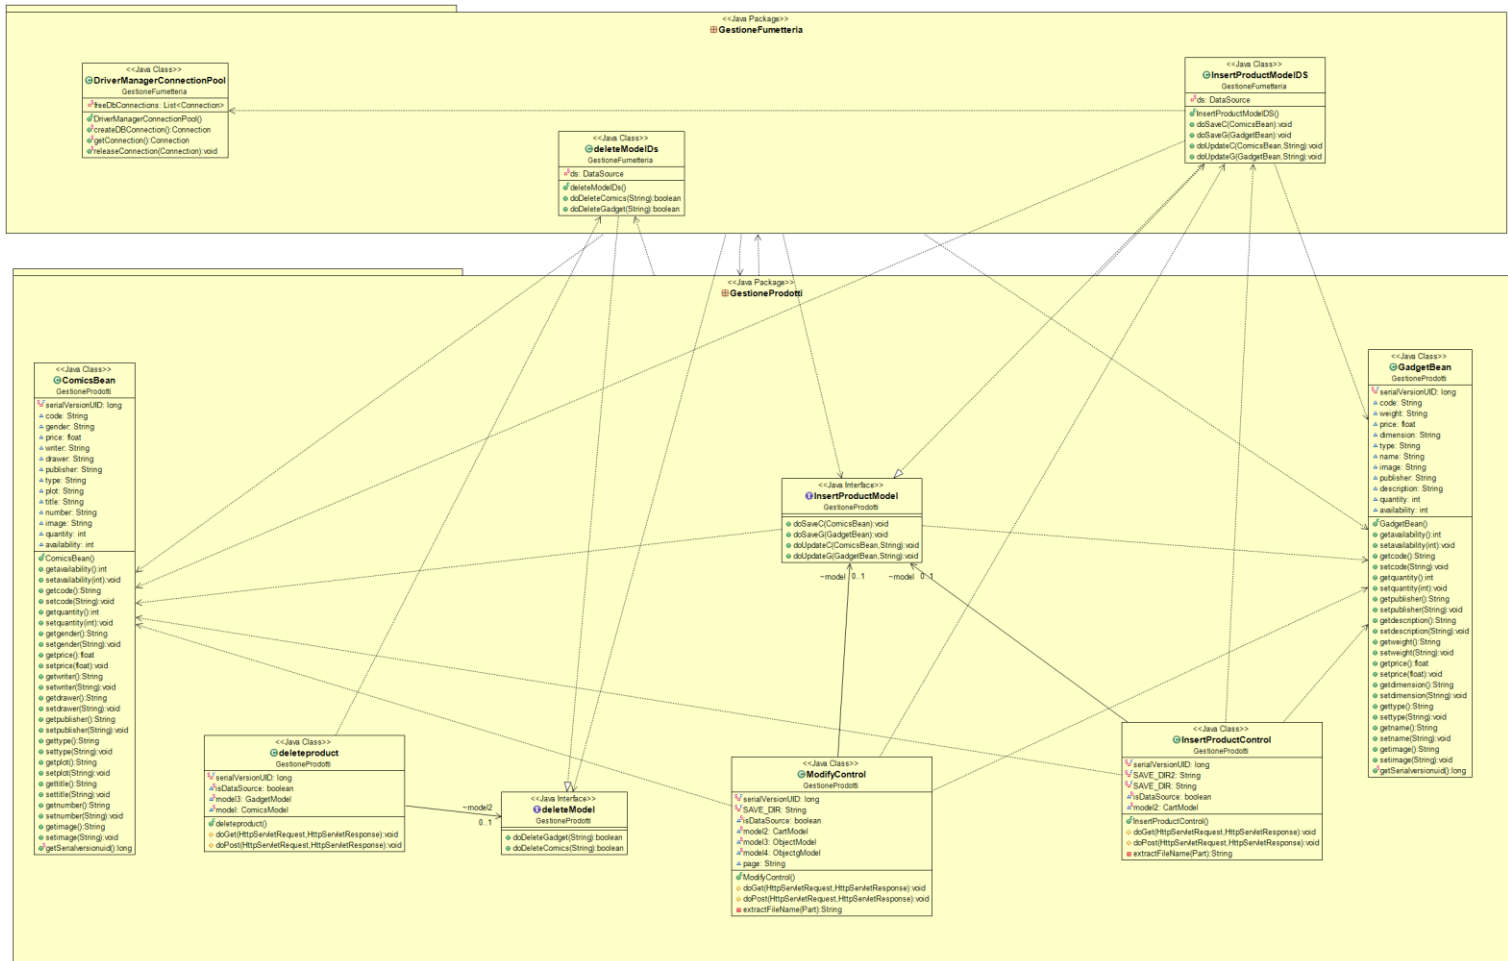 <<Java Package>>
GestioneFumetteria
<<Java Class>>
DriverManagerConnectionPool
GestioneFumetteria
freeDbConnections: List<Connection>
DriverManagerConnectionPool()
createDBConnection():Connection
getConnection():Connection
releaseConnection(Connection):void
<<Java Class>>
deleteModelDs
GestioneFumetteria
ds: DataSource
deleteModelDs()
doDeleteComics(String):boolean
doDeleteGadget(String):boolean
<<Java Class>>
InsertProductModelDS
GestioneFumetteria
ds: DataSource
InsertProductModelDS()
doSaveC(ComicsBean):void
doSaveG(GadgetBean):void
doUpdateC(ComicsBean,String):void
doUpdateG(GadgetBean,String):void
<<Java Package>>
GestioneProdotti
<<Java Class>>
ComicsBean
GestioneProdotti
serialVersionUID: long
code: String
gender: String
price: float
writer: String
drawer: String
publisher: String
type: String
plot: String
title: String
number: String
image: String
quantity: int
availability: int
ComicsBean()
getavailability():int
setavailability(int):void
getcode():String
setcode(String):void
getquantity():int
setquantity(int):void
getgender():String
setgender(String):void
getprice():float
setprice(float):void
getwriter():String
setwriter(String):void
getdrawer():String
setdrawer(String):void
getpublisher():String
setpublisher(String):void
gettype():String
settype(String):void
getplot():String
setplot(String):void
gettitle():String
settitle(String):void
getnumber():String
setnumber(String):void
getimage():String
setimage(String):void
getSerialversionuid():long
<<Java Class>>
deleteproduct
GestioneProdotti
serialVersionUID: long
isDataSource: boolean
model3: GadgetModel
model: ComicsModel
deleteproduct()
doGet(HttpServletRequest,HttpServletResponse):void
doPost(HttpServletRequest,HttpServletResponse):void
~model2
0..1
<<Java Interface>>
deleteModel
GestioneProdotti
doDeleteGadget(String):boolean
doDeleteComics(String):boolean
<<Java Interface>>
InsertProductModel
GestioneProdotti
doSaveC(ComicsBean):void
doSaveG(GadgetBean):void
doUpdateC(ComicsBean,String):void
doUpdateG(GadgetBean,String):void
~model 0..1
~model 0..1
<<Java Class>>
ModifyControl
GestioneProdotti
serialVersionUID: long
SAVE_DIR: String
isDataSource: boolean
model2: CartModel
model3: ObjectModel
model4: ObjectgModel
page: String
ModifyControl()
doGet(HttpServletRequest,HttpServletResponse):void
doPost(HttpServletRequest,HttpServletResponse):void
extractFileName(Part):String
<<Java Class>>
InsertProductControl
GestioneProdotti
serialVersionUID: long
SAVE_DIR2: String
SAVE_DIR: String
isDataSource: boolean
model2: CartModel
InsertProductControl()
doGet(HttpServletRequest,HttpServletResponse):void
doPost(HttpServletRequest,HttpServletResponse):void
extractFileName(Part):String
<<Java Class>>
GadgetBean
GestioneProdotti
serialVersionUID: long
code: String
weight: String
price: float
dimension: String
type: String
name: String
image: String
publisher: String
description: String
quantity: int
availability: int
GadgetBean()
getavailability():int
setavailability(int):void
getcode():String
setcode(String):void
getquantity():int
setquantity(int):void
getpublisher():String
setpublisher(String):void
getdescription():String
setdescription(String):void
getweight():String
setweight(String):void
getprice():float
setprice(float):void
getdimension():String
setdimension(String):void
gettype():String
settype(String):void
getname():String
setname(String):void
getimage():String
setimage(String):void
getSerialversionuid():long